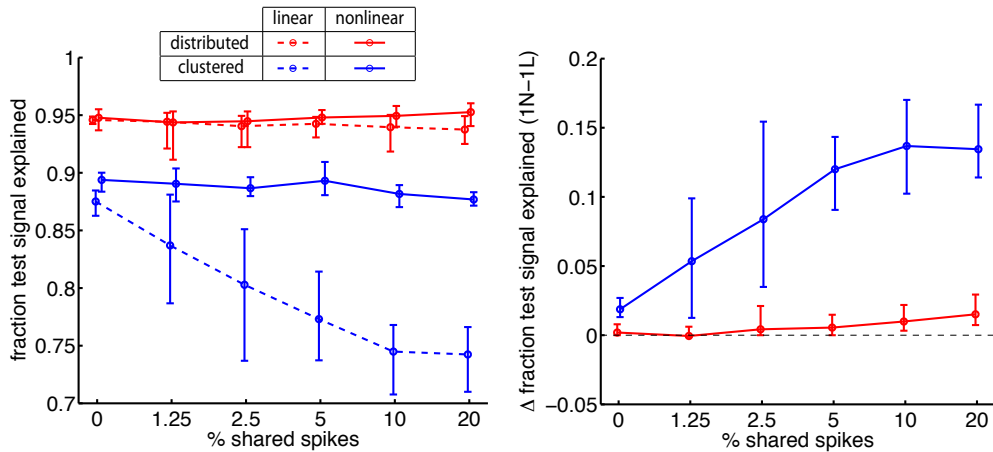 linear nonlinear
distributed
clustered
fraction test signal explained
1
0.95
0.9
0.85
0.8
0.75
0.7
0 1.25 2.5 5 10 20
% shared spikes
Δ fraction test signal explained (1N−1L)
0.2
0.15
0.1
0.05
0
−0.05
0 1.25 2.5 5 10 20
% shared spikes